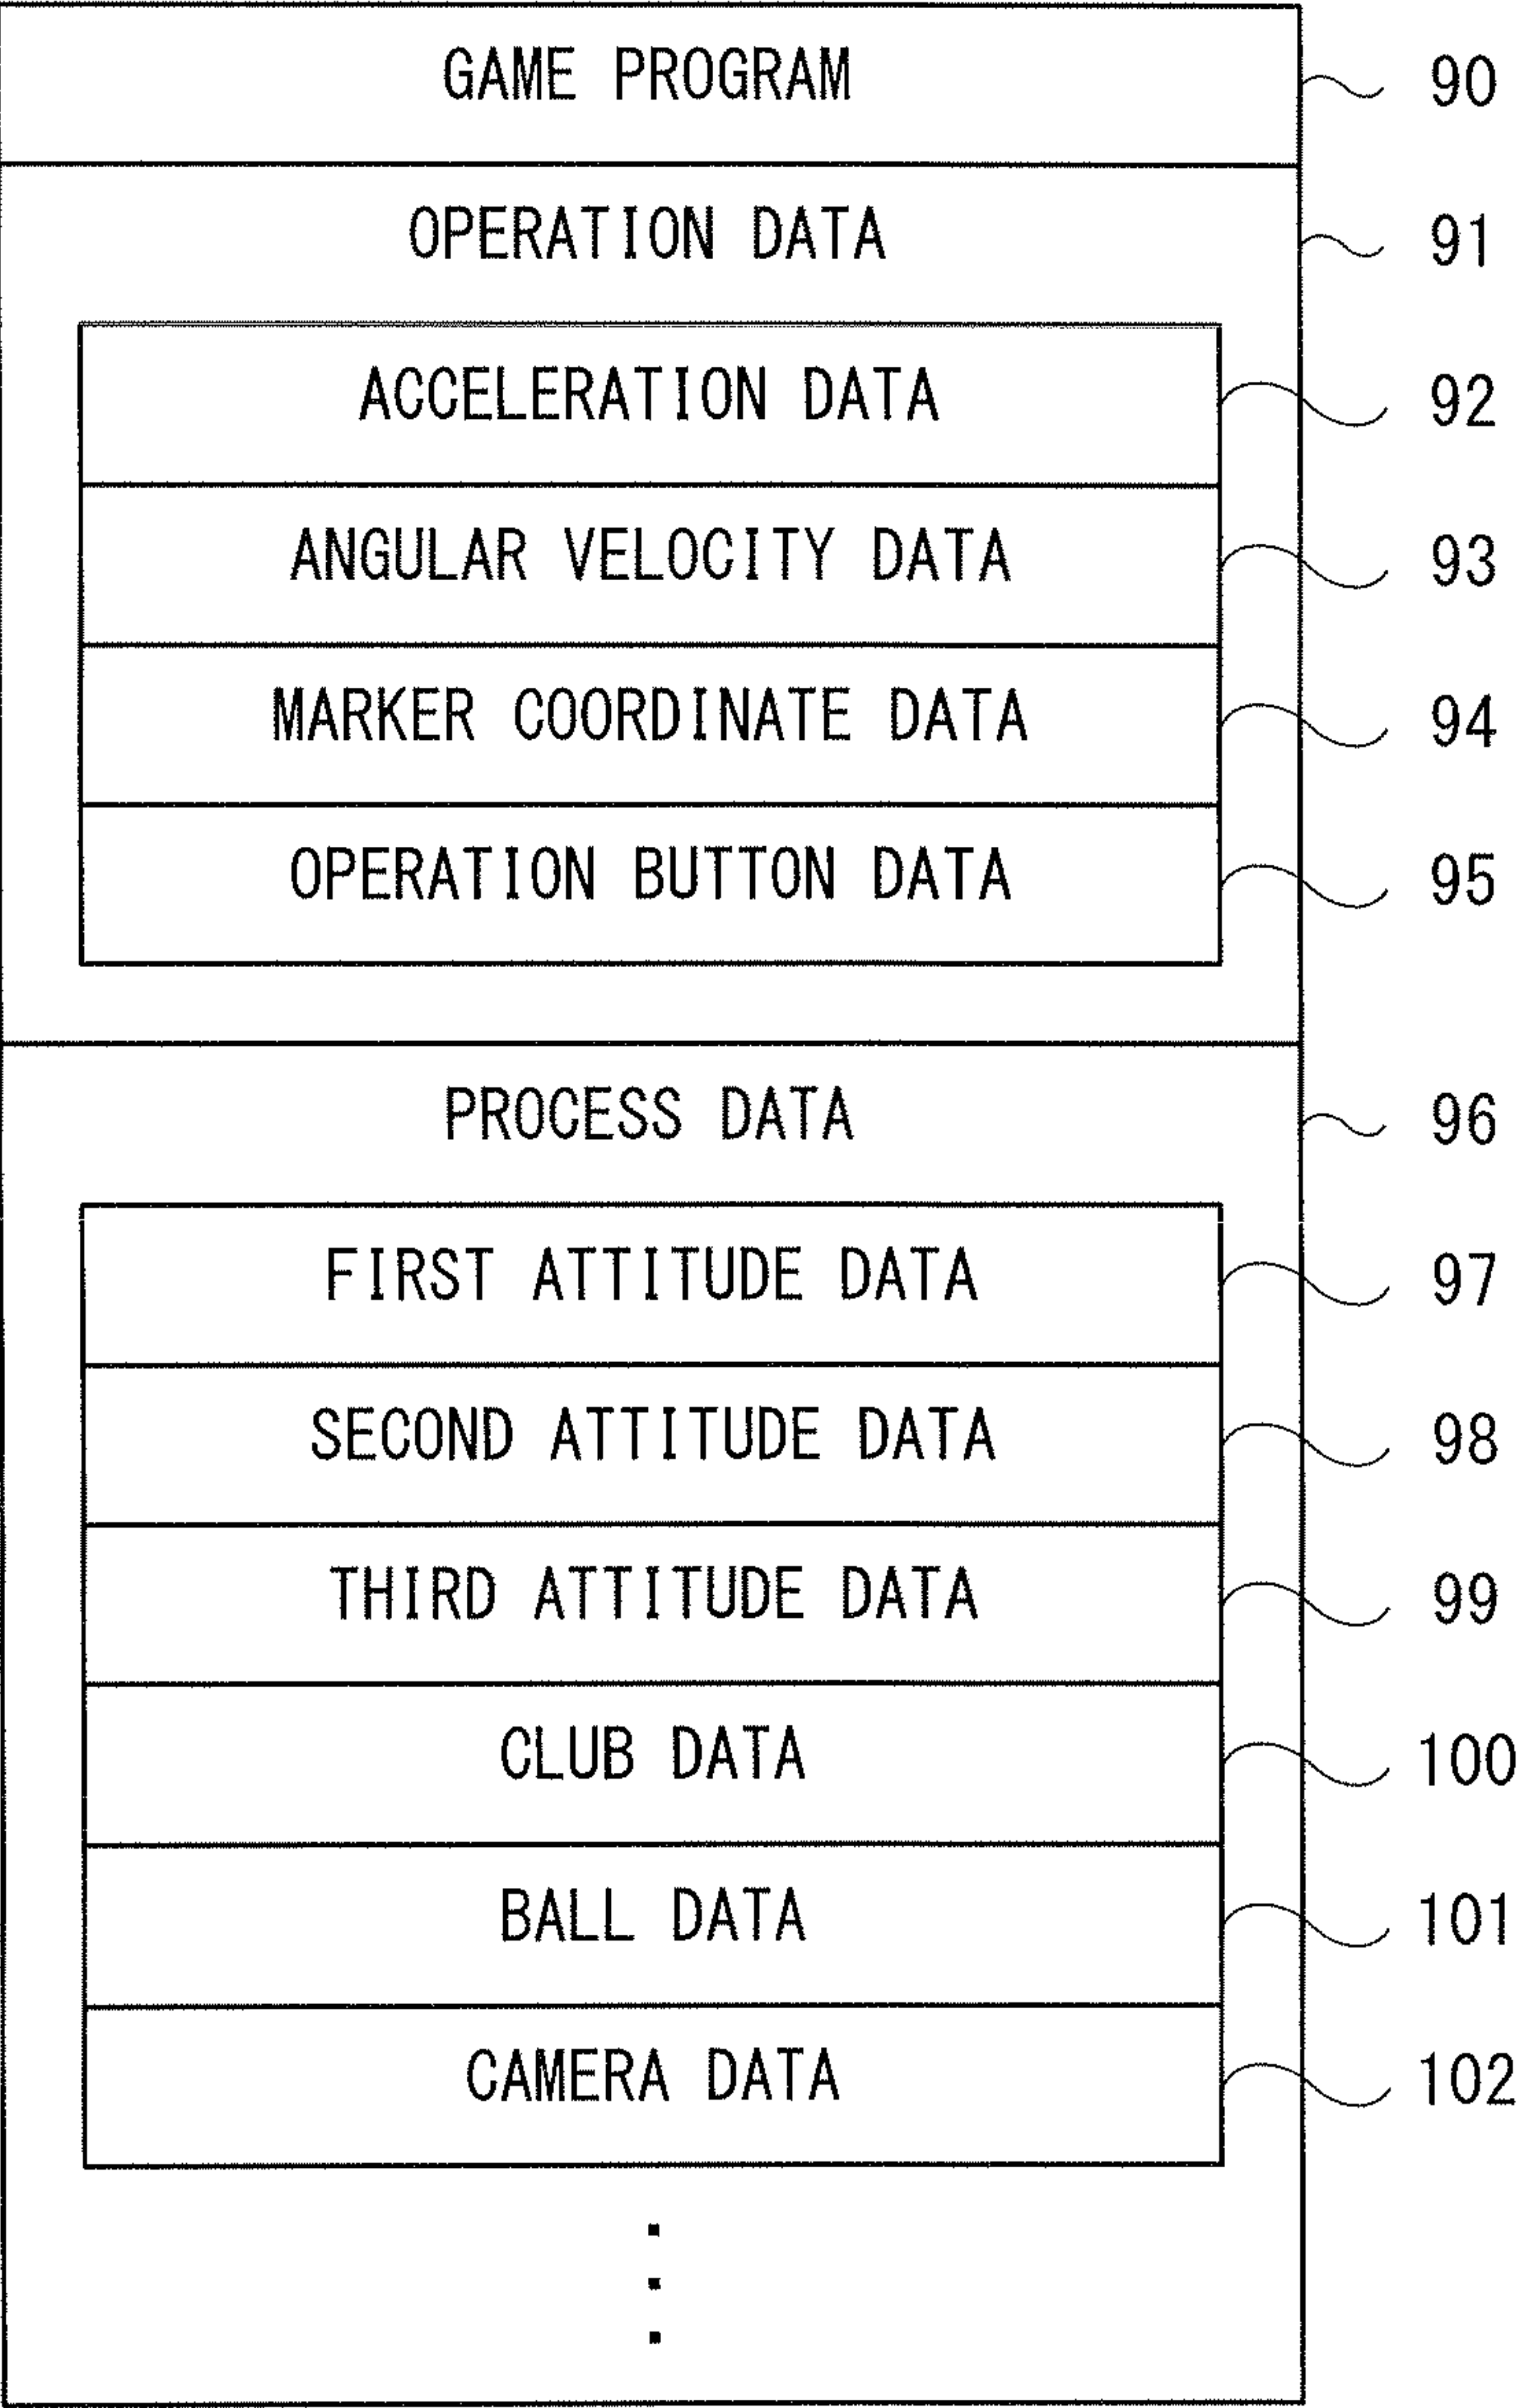 GAME PROGRAM 90
OPERATION DATA 91
ACCELERATION DATA 92
ANGULAR VELOCITY DATA 93
MARKER COORDINATE DATA 94
OPERATION BUTTON DATA 95
PROCESS DATA 96
FIRST ATTITUDE DATA 97
SECOND ATTITUDE DATA 98
THIRD ATTITUDE DATA 99
CLUB DATA 100
BALL DATA 101
CAMERA DATA 102